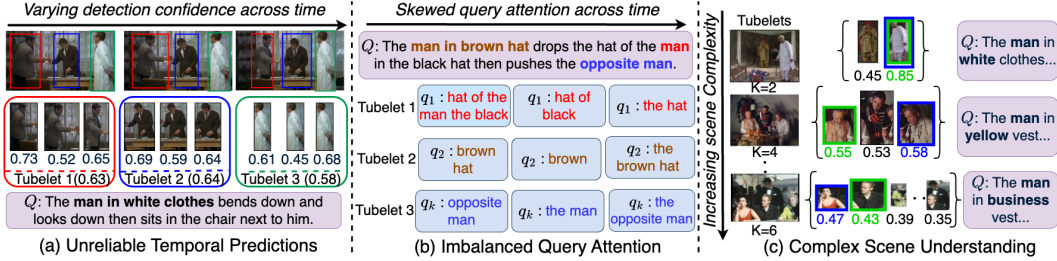 Varying detection confidence across time
0.73 0.52 0.65
0.69 0.59 0.64
0.61 0.45 0.68
Tubelet 1(0.63)
Tubelet 2 (0.64)
Tubelet 3 (0.58)
Q: The man in white clothes bends down and
looks down then sits in the chair next to him.
(a) Unreliable Temporal Predictions
Skewed query attention across time
Q: The man in brown hat drops the hat of the man
in the black hat then pushes the opposite man.
Tubelet 1
q1 : hat of the
man the black
q1 : hat of
black
q1 : the hat
Tubelet 2
q2 : brown
hat
q2 : brown
q2 : the
brown hat
Tubelet 3
qk : opposite
man
qk : the man
qk : the
opposite man
(b) Imbalanced Query Attention
Increasing scene Complexity
Tubelets
K=2
0.45 0.85
Q: The man in
white clothes...
K=4
0.55 0.53 0.58
Q: The man in
yellow vest...
K=6
0.47 0.43 0.39 0.35
Q: The man
in business
vest...
(c) Complex Scene Understanding